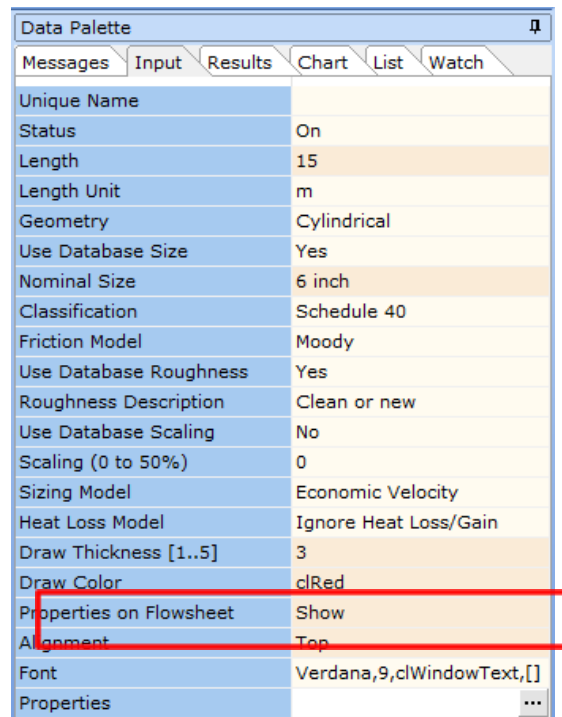 Data Palette
Messages Input Results Chart List Watch
Unique Name
Status On
Length 15
Length Unit m
Geometry Cylindrical
Use Database Size Yes
Nominal Size 6 inch
Classification Schedule 40
Friction Model Moody
Use Database Roughness Yes
Roughness Description Clean or new
Use Database Scaling No
Scaling (0 to 50%) 0
Sizing Model Economic Velocity
Heat Loss Model Ignore Heat Loss/Gain
Draw Thickness [1..5] 3
Draw Color clRed
Properties on Flowsheet Show
Alignment Top
Font Verdana,9,clWindowText,[]
Properties ...